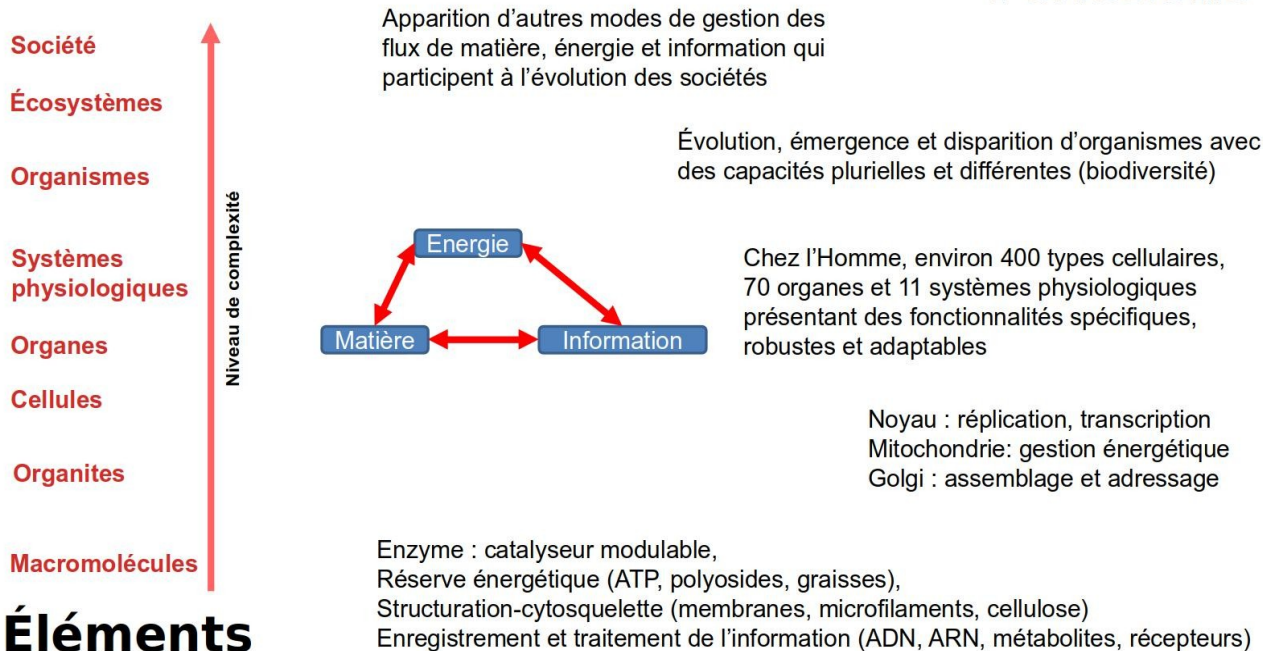 Société
Écosystèmes
Organismes
Systèmes
physiologiques
Organes
Cellules
Organites
Macromolécules
Éléments
Niveau de complexité
Apparition d’autres modes de gestion des
flux de matière, énergie et information qui
participent à l’évolution des sociétés
Évolution, émergence et disparition d’organismes avec
des capacités plurielles et différentes (biodiversité)
Energie
Matière
Information
Chez l’Homme, environ 400 types cellulaires,
70 organes et 11 systèmes physiologiques
présentant des fonctionnalités spécifiques,
robustes et adaptables
Noyau : réplication, transcription
Mitochondrie: gestion énergétique
Golgi : assemblage et adressage
Enzyme : catalyseur modulable,
Réserve énergétique (ATP, polyosides, graisses),
Structuration-cytosquelette (membranes, microfilaments, cellulose)
Enregistrement et traitement de l’information (ADN, ARN, métabolites, récepteurs)